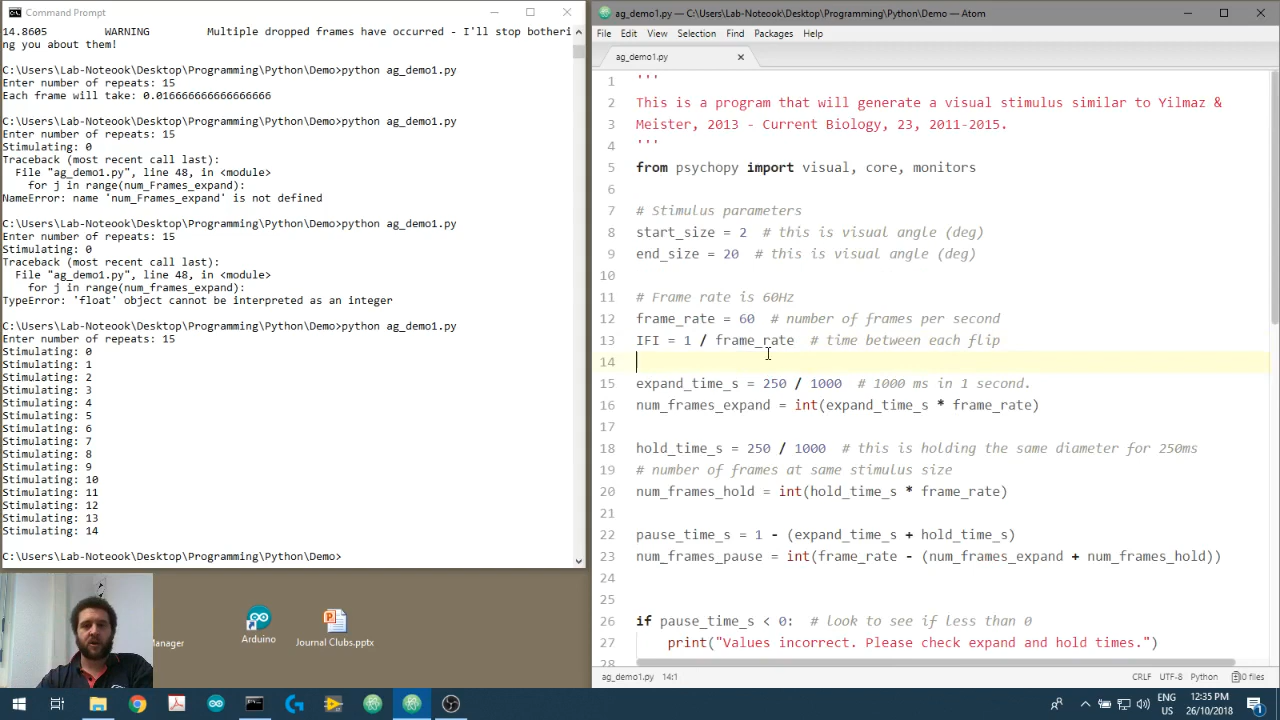 Command Prompt
14.8605 WARNING Multiple dropped frames have occurred - I'll stop botheri
ng you about them!
C:\Users\Lab-Noteook\Desktop\Programming\Python\Demo>python ag_demo1.py
Enter number of repeats: 15
Each frame will take: 0.016666666666666666
C:\Users\Lab-Noteook\Desktop\Programming\Python\Demo>python ag_demo1.py
Enter number of repeats: 15
Stimulating: 0
Traceback (most recent call last):
File "ag_demo1.py", line 48, in <module>
for j in range(num_Frames_expand):
NameError: name 'num_Frames_expand' is not defined
C:\Users\Lab-Noteook\Desktop\Programming\Python\Demo>python ag_demo1.py
Enter number of repeats: 15
Stimulating: 0
Traceback (most recent call last):
File "ag_demo1.py", line 48, in <module>
for j in range(num_frames_expand):
TypeError: 'float' object cannot be interpreted as an integer
C:\Users\Lab-Noteook\Desktop\Programming\Python\Demo>python ag_demo1.py
Enter number of repeats: 15
Stimulating: 0
Stimulating: 1
Stimulating: 2
Stimulating: 3
Stimulating: 4
Stimulating: 5
Stimulating: 6
Stimulating: 7
Stimulating: 8
Stimulating: 9
Stimulating: 10
Stimulating: 11
Stimulating: 12
Stimulating: 13
Stimulating: 14
C:\Users\Lab-Noteook\Desktop\Programming\Python\Demo>
Manager
Arduino
Journal Clubs.pptx
ag_demo1.py — C:\Users\Lab-Noteook\Desktop\Programming\Python\Demo — Atom
File Edit View Selection Find Packages Help
ag_demo1.py
1 '''
2 This is a program that will generate a visual stimulus similar to Yilmaz &
3 Meister, 2013 - Current Biology, 23, 2011-2015.
4 '''
5 from psychopy import visual, core, monitors
6
7 # Stimulus parameters
8 start_size = 2 # this is visual angle (deg)
9 end_size = 20 # this is visual angle (deg)
10
11 # Frame rate is 60Hz
12 frame_rate = 60 # number of frames per second
13 IFI = 1 / frame_rate # time between each flip
14
15 expand_time_s = 250 / 1000 # 1000 ms in 1 second.
16 num_frames_expand = int(expand_time_s * frame_rate)
17
18 hold_time_s = 250 / 1000 # this is holding the same diameter for 250ms
19 # number of frames at same stimulus size
20 num_frames_hold = int(hold_time_s * frame_rate)
21
22 pause_time_s = 1 - (expand_time_s + hold_time_s)
23 num_frames_pause = int(frame_rate - (num_frames_expand + num_frames_hold))
24
25
26 if pause_time_s < 0: # look to see if less than 0
27 print("Values incorrect. Please check expand and hold times.")
28
ag_demo1.py 14:1 CRLF UTF-8 Python 0 files
ENG
US
12:35 PM
26/10/2018